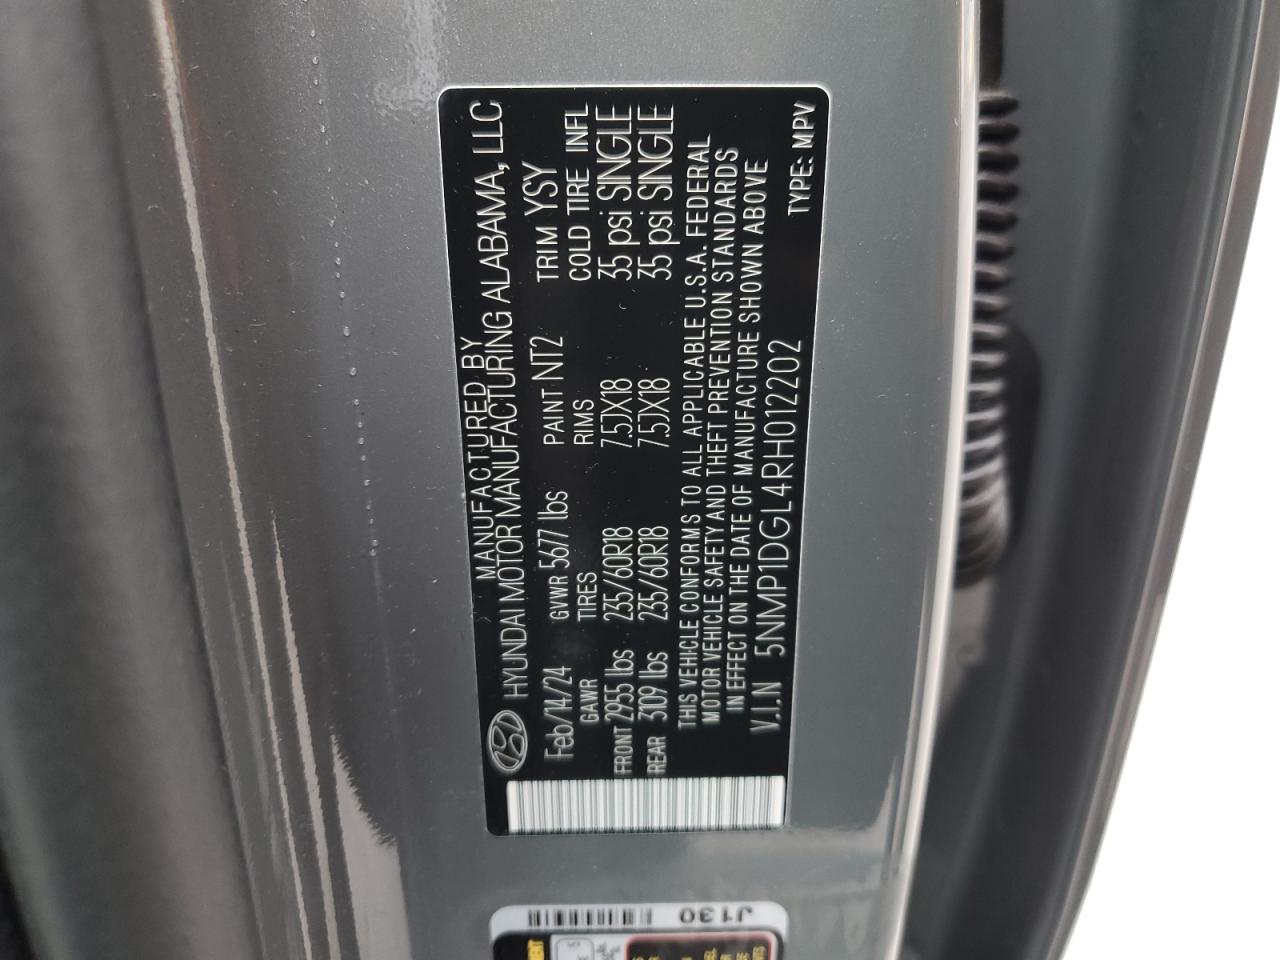 MANUFACTURED BY
HYUNDAI MOTOR MANUFACTURING ALABAMA, LLC
Feb/14/24 GVWR 5677 lbs PAINT NT2 TRIM YSY
GAWR TIRES RIMS COLD TIRE INFL
FRONT 2955 lbs 235/60R18 7.5JX18 35 psi SINGLE
REAR 3109 lbs 235/60R18 7.5JX18 35 psi SINGLE
THIS VEHICLE CONFORMS TO ALL APPLICABLE U.S.A. FEDERAL
MOTOR VEHICLE SAFETY AND THEFT PREVENTION STANDARDS
IN EFFECT ON THE DATE OF MANUFACTURE SHOWN ABOVE
V.I.N 5NMP1DGL4RH012202 TYPE: MPV
J130